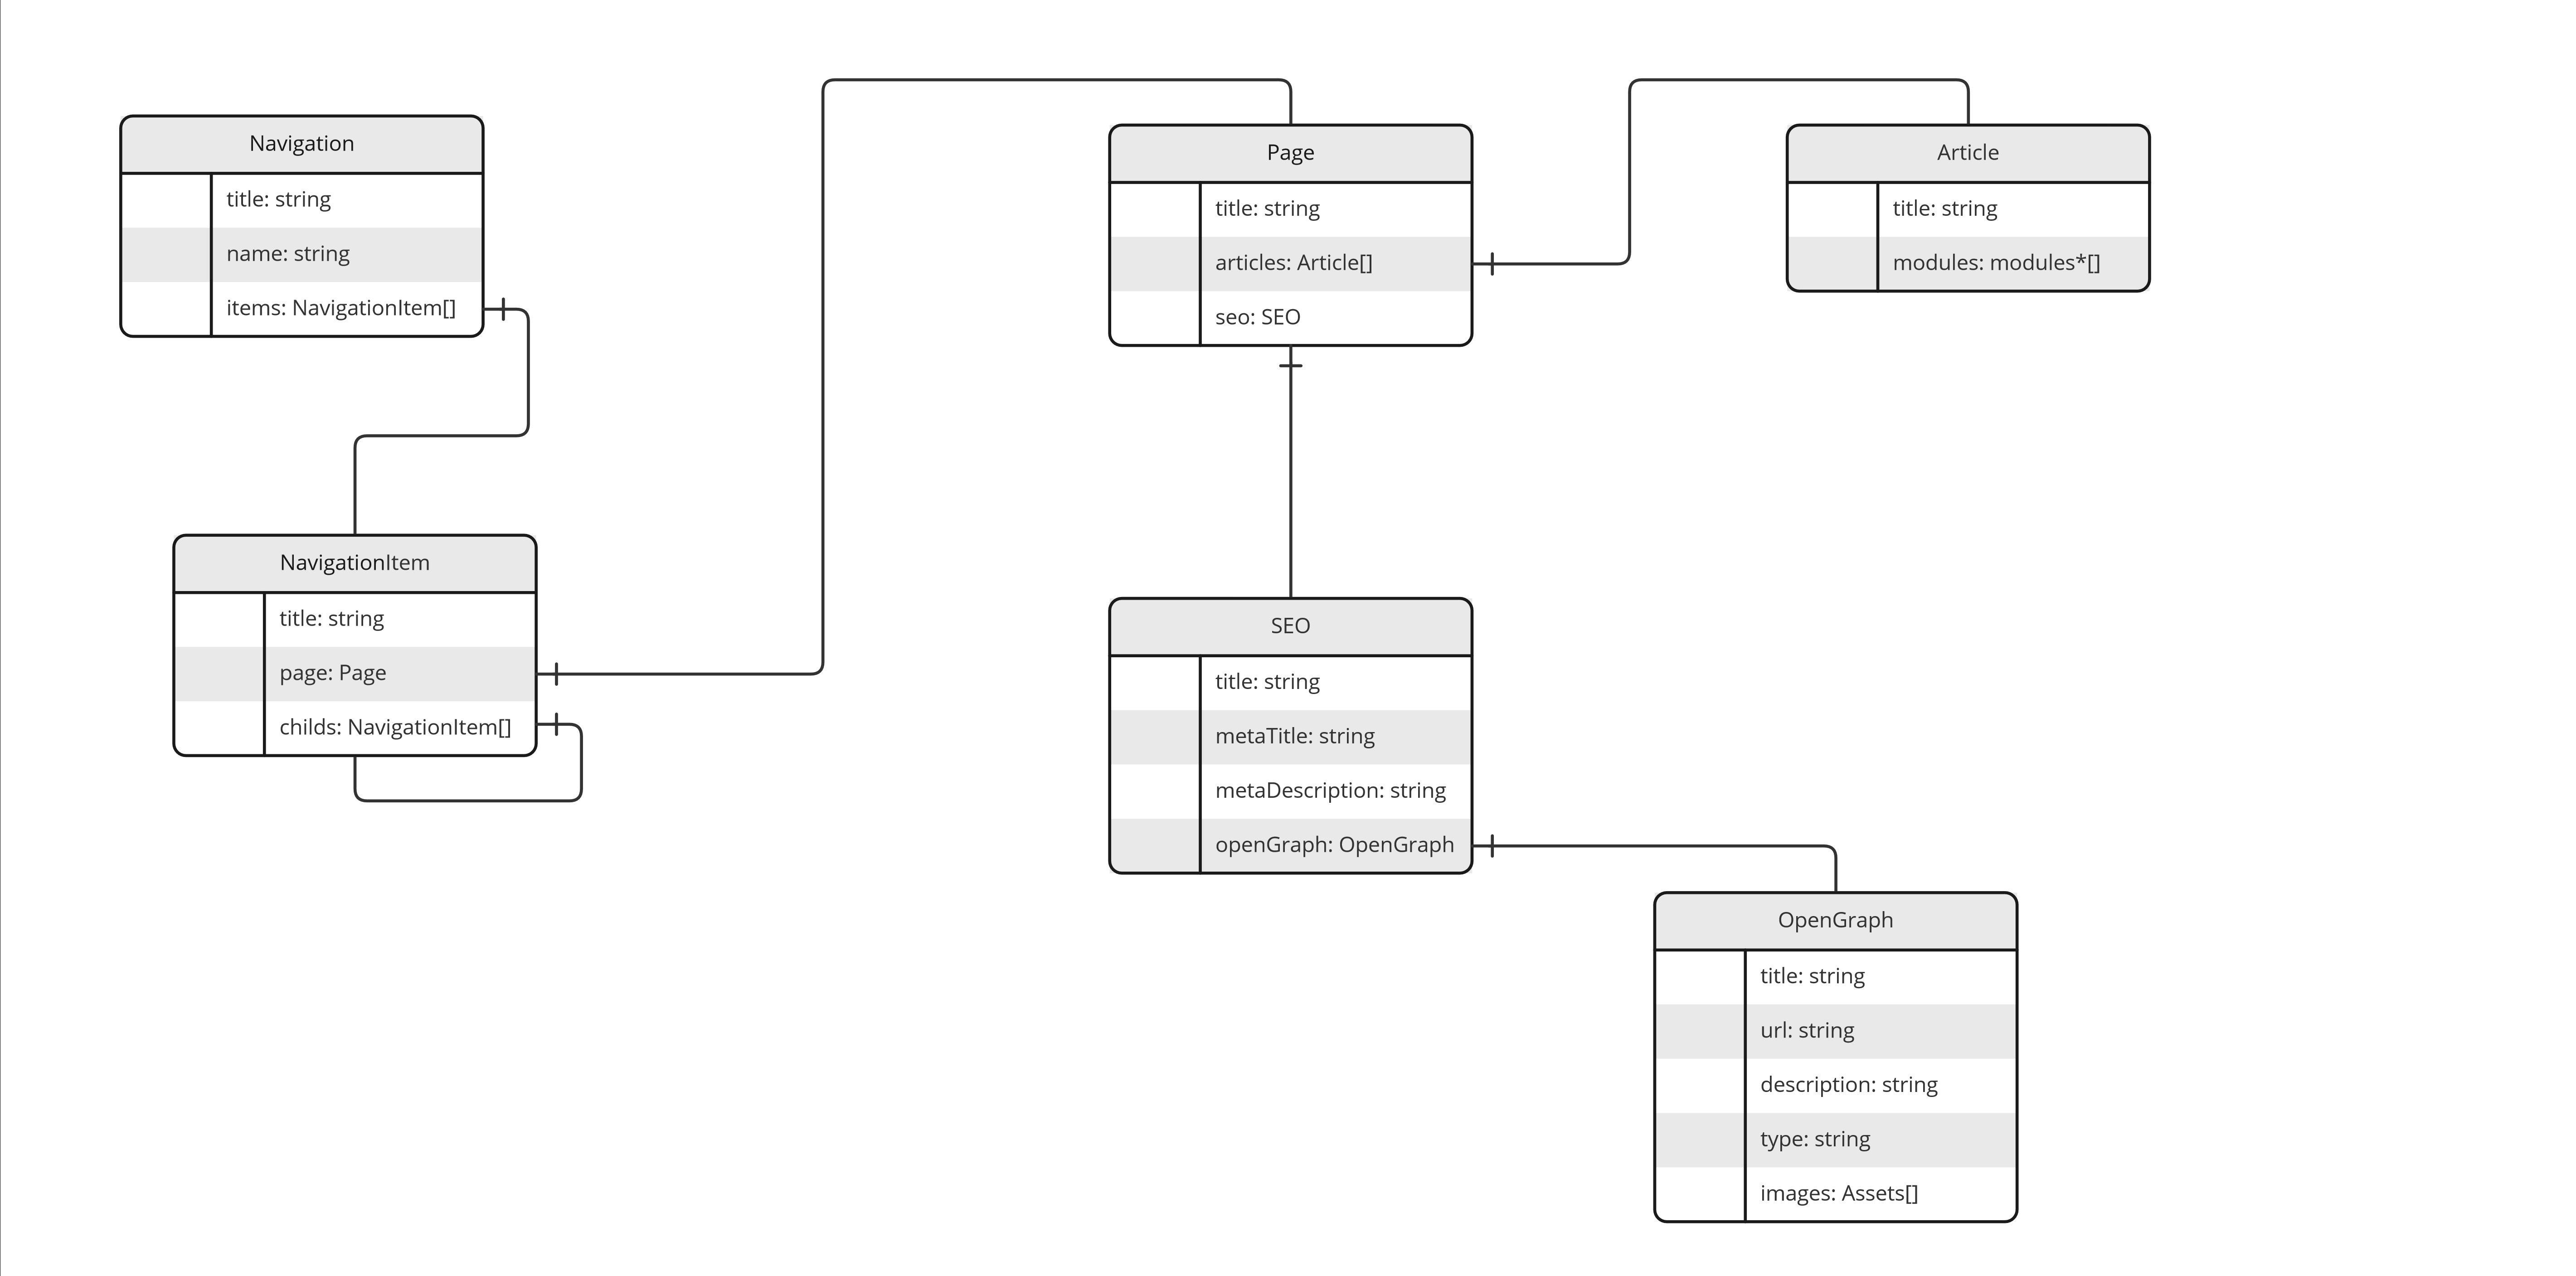 Navigation
title: string
name: string
items: NavigationItem[]
NavigationItem
title: string
page: Page
childs: NavigationItem[]
Page
title: string
articles: Article[]
seo: SEO
SEO
title: string
metaTitle: string
metaDescription: string
openGraph: OpenGraph
Article
title: string
modules: modules*[]
OpenGraph
title: string
url: string
description: string
type: string
images: Assets[]